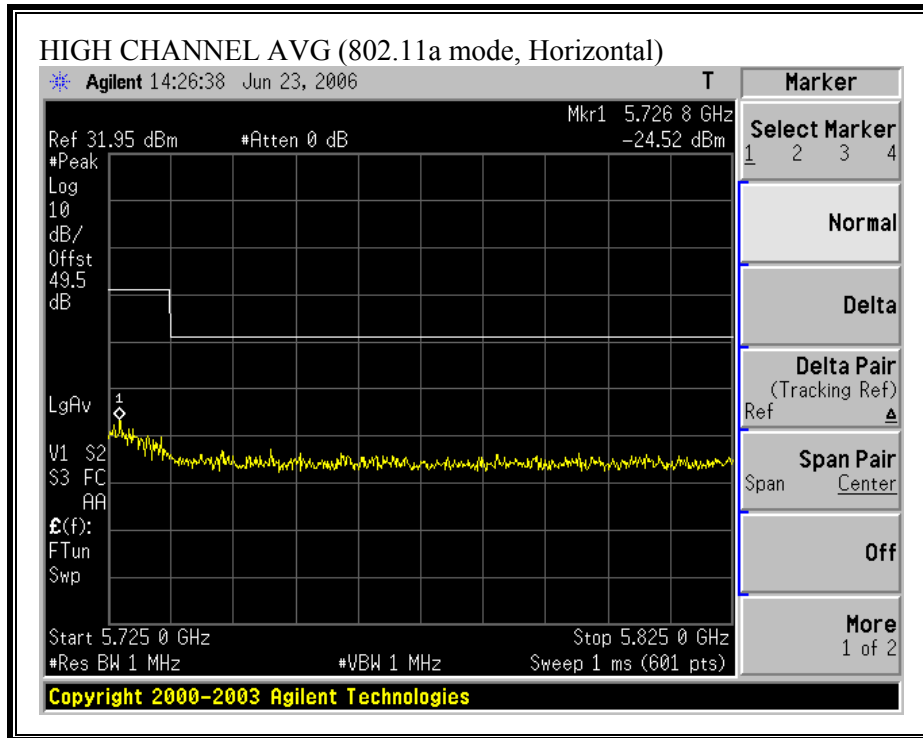 HIGH CHANNEL AVG (802.11a mode, Horizontal)
Agilent 14:26:38 Jun 23, 2006 T
Mkr1 5.726 8 GHz
Ref 31.95 dBm #Atten 0 dB -24.52 dBm
#Peak
Log
10
dB/
Offst
49.5
dB
LgAv
1
V1 S2
S3 FC
AA
£(f):
FTun
Swp
Start 5.725 0 GHz Stop 5.825 0 GHz
#Res BW 1 MHz #VBW 1 MHz Sweep 1 ms (601 pts)
Copyright 2000-2003 Agilent Technologies
Marker
Select Marker
1 2 3 4
Normal
Delta
Delta Pair
(Tracking Ref)
Ref Δ
Span Pair
Span Center
Off
More
1 of 2